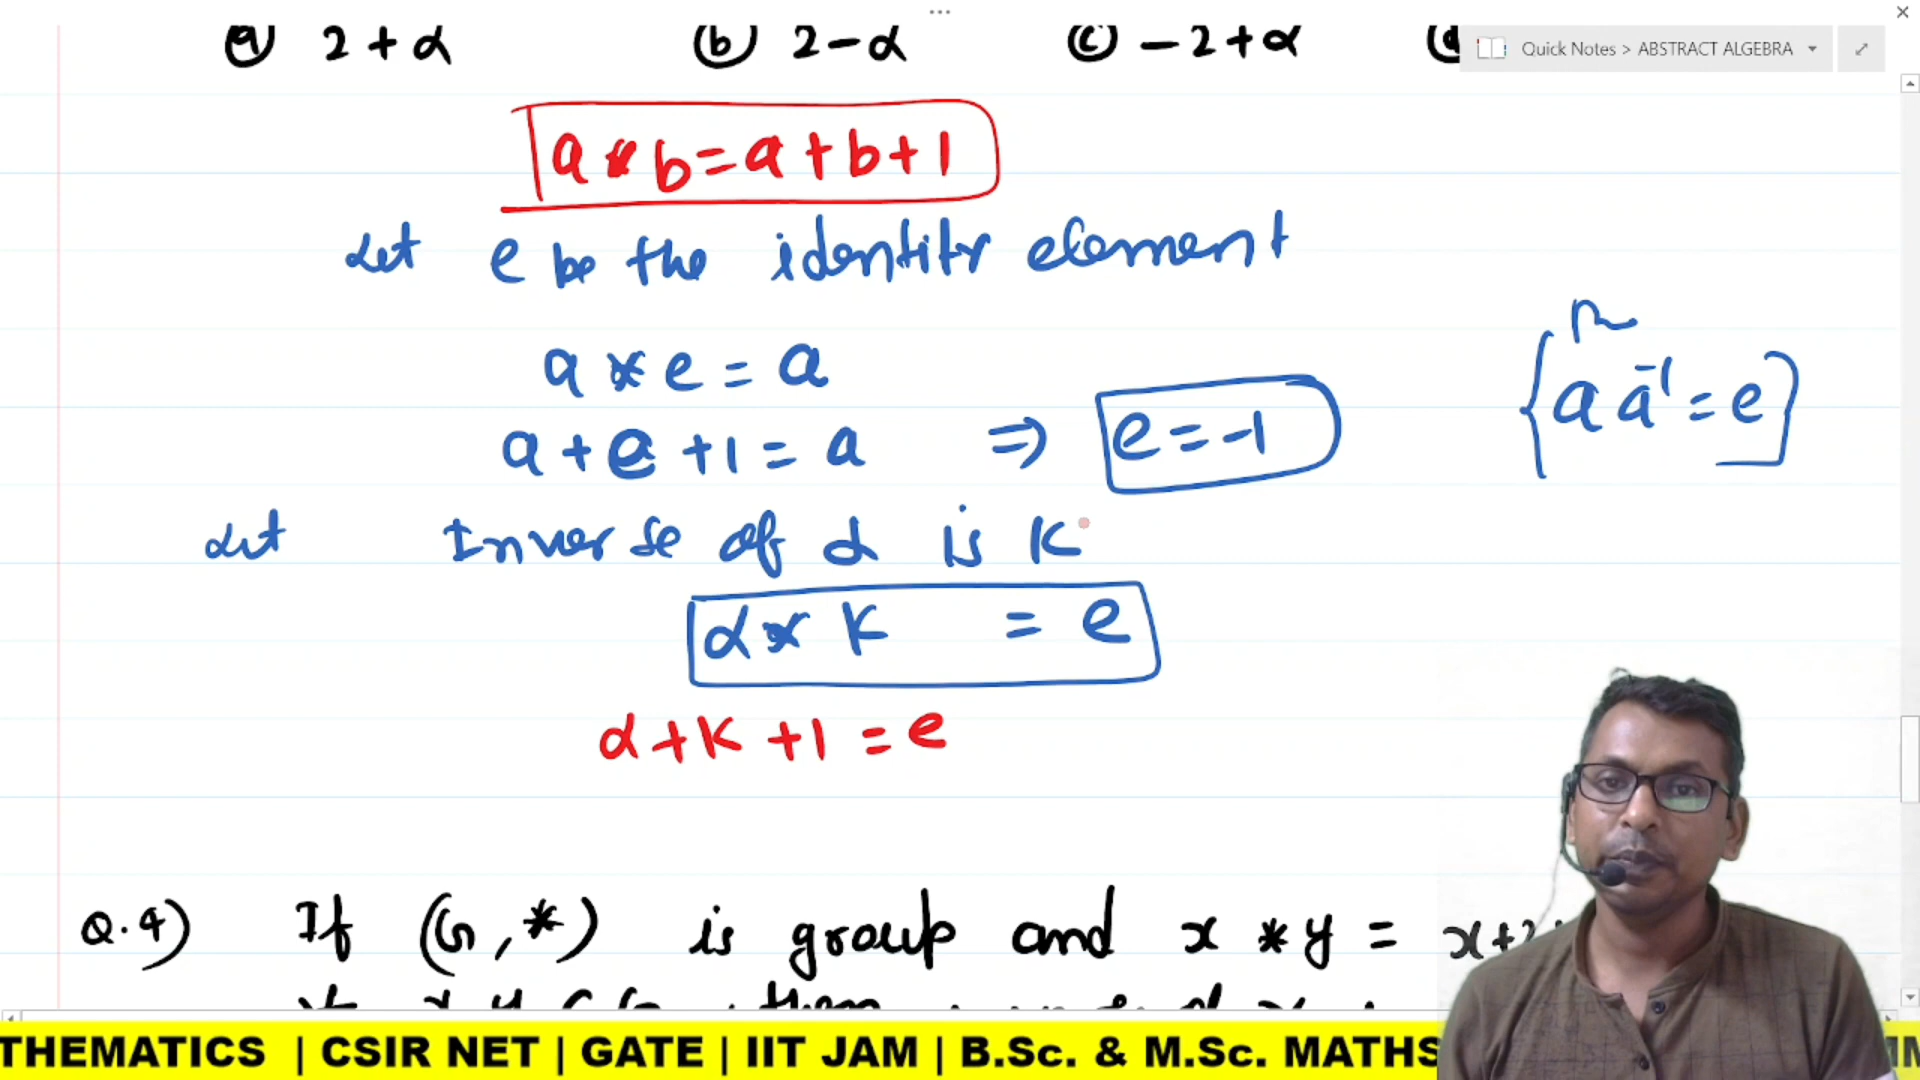 (a) 2 + α (b) 2 - α (c) - 2 + α
Quick Notes > ABSTRACT ALGEBRA
a * b = a + b + 1
Let e be the identity element
a * e = a
a + e + 1 = a ⇒ e = -1
{ a a⁻¹ = e }
Let Inverse of α is K
α * K = e
α + K + 1 = e
Q.4) If (G, *) is group and x * y = x +
THEMATICS | CSIR NET | GATE | IIT JAM | B.Sc. & M.Sc. MATHS